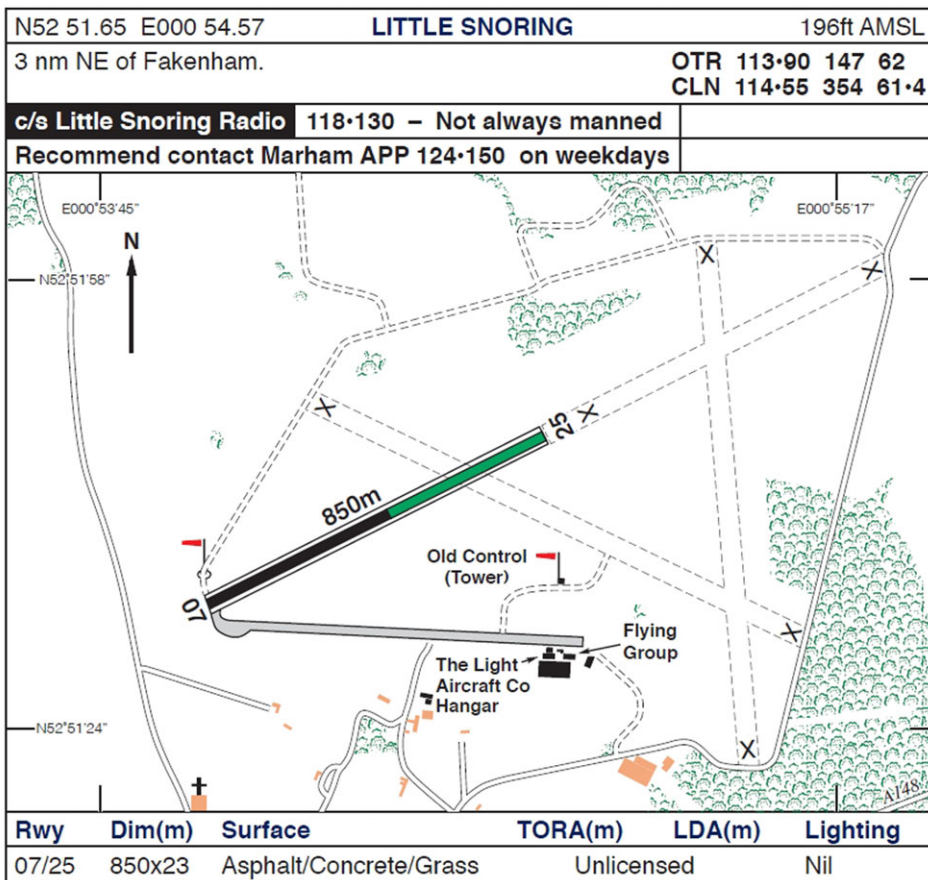 N52 51.65 E000 54.57 LITTLE SNORING 196ft AMSL
3 nm NE of Fakenham. OTR 113·90 147 62
CLN 114·55 354 61·4
c/s Little Snoring Radio 118·130 – Not always manned
Recommend contact Marham APP 124·150 on weekdays
E000°53'45" E000°55'17"
N
N52°51'58"
X
X
X
X
25
850m
Old Control
(Tower)
07
X
Flying
Group
The Light
Aircraft Co
Hangar
N52°51'24"
X
A148
Rwy Dim(m) Surface TORA(m) LDA(m) Lighting
07/25 850x23 Asphalt/Concrete/Grass Unlicensed Nil